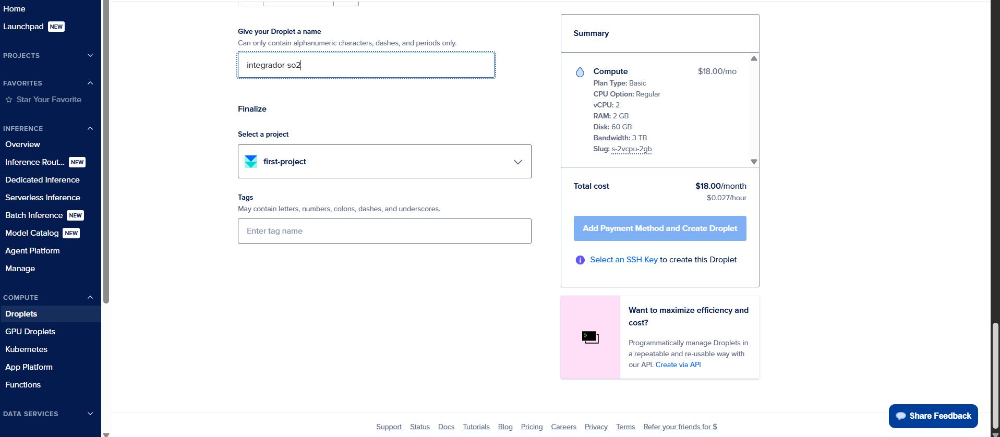 Home
Launchpad NEW
PROJECTS
FAVORITES
Star Your Favorite
INFERENCE
Overview
Inference Rout... NEW
Dedicated Inference
Serverless Inference
Batch Inference NEW
Model Catalog NEW
Agent Platform
Manage
COMPUTE
Droplets
GPU Droplets
Kubernetes
App Platform
Functions
DATA SERVICES
Give your Droplet a name
Can only contain alphanumeric characters, dashes, and periods only.
integrador-so2
Finalize
Select a project
first-project
Tags
May contain letters, numbers, colons, dashes, and underscores.
Enter tag name
Summary
Compute $18.00/mo
Plan Type: Basic
CPU Option: Regular
vCPU: 2
RAM: 2 GB
Disk: 60 GB
Bandwidth: 3 TB
Slug: s-2vcpu-2gb
Total cost $18.00/month
$0.027/hour
Add Payment Method and Create Droplet
Select an SSH Key to create this Droplet
Want to maximize efficiency and
cost?
Programmatically manage Droplets in
a repeatable and re-usable way with
our API. Create via API
Share Feedback
Support Status Docs Tutorials Blog Pricing Careers Privacy Terms Refer your friends for $